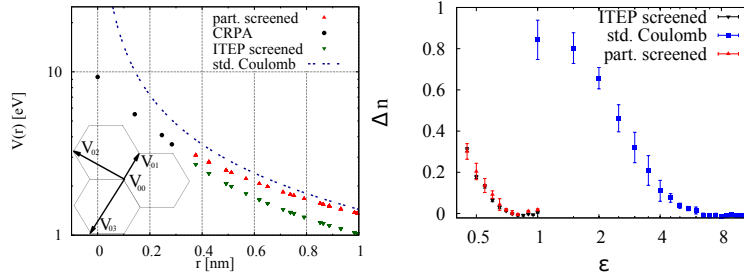 part. screened
CRPA
ITEP screened
std. Coulomb
10
1
V(r) [eV]
V02
V01
V00
V03
0 0.2 0.4 0.6 0.8 1
r [nm]
ITEP screened
std. Coulomb
part. screened
1
0.8
0.6
0.4
0.2
0
Δn
0.5 1 2 4 8
ε